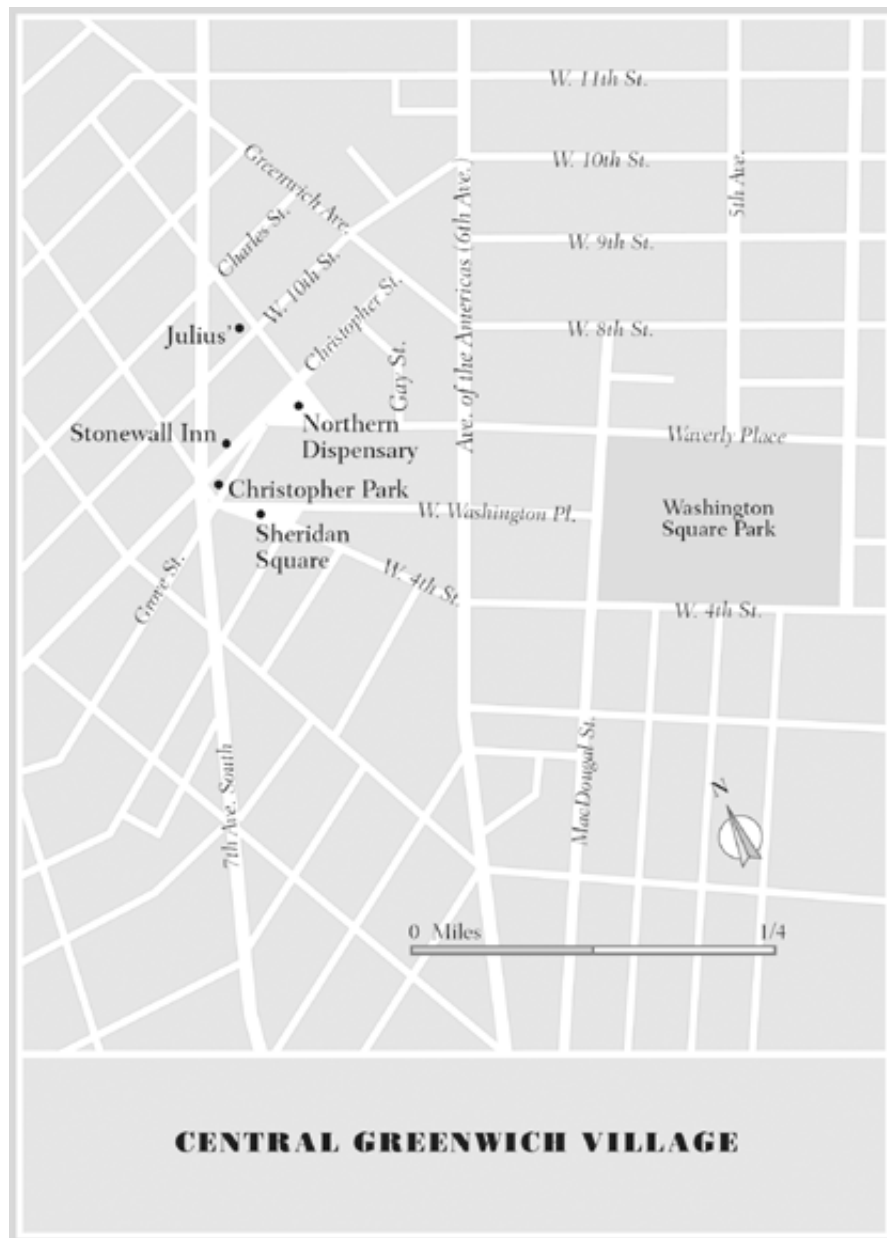 W. 11th St.
W. 10th St.
5th Ave.
Greenwich Ave.
Ave. of the Americas (6th Ave.)
W. 9th St.
Charles St.
W. 10th St.
Christopher St.
W. 8th St.
Julius'
Gay St.
Northern
Dispensary
Stonewall Inn
Waverly Place
Christopher Park
W. Washington Pl.
Washington
Square Park
Sheridan
Square
Grove St.
W. 4th St.
W. 4th St.
7th Ave. South
MacDougal St.
N
0 Miles
1/4
CENTRAL GREENWICH VILLAGE